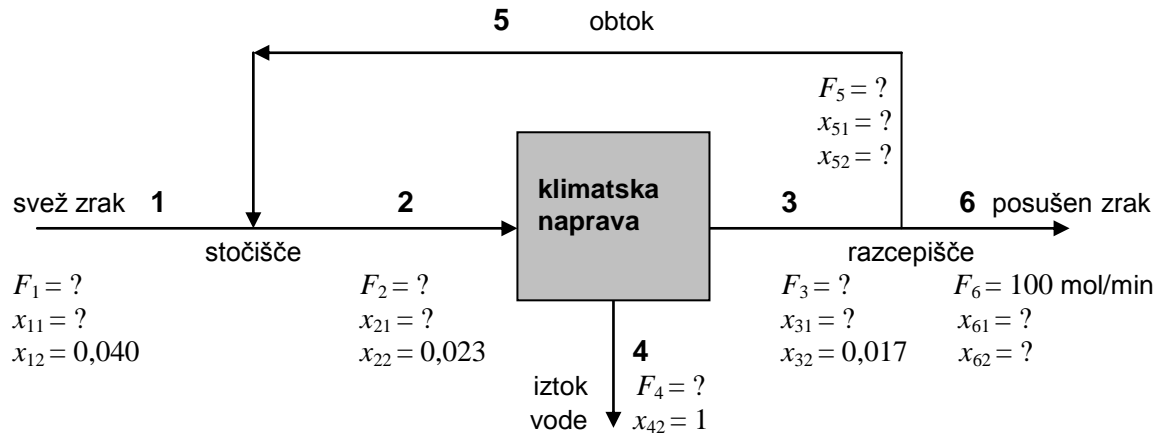 5 obtok
F5 = ?
x51 = ?
x52 = ?
klimatska
naprava
svež zrak 1
2
3
6 posušen zrak
stočišče
razcepišče
F1 = ?
x11 = ?
x12 = 0,040
F2 = ?
x21 = ?
x22 = 0,023
F3 = ?
x31 = ?
x32 = 0,017
F6 = 100 mol/min
x61 = ?
x62 = ?
4
iztok
vode
F4 = ?
x42 = 1